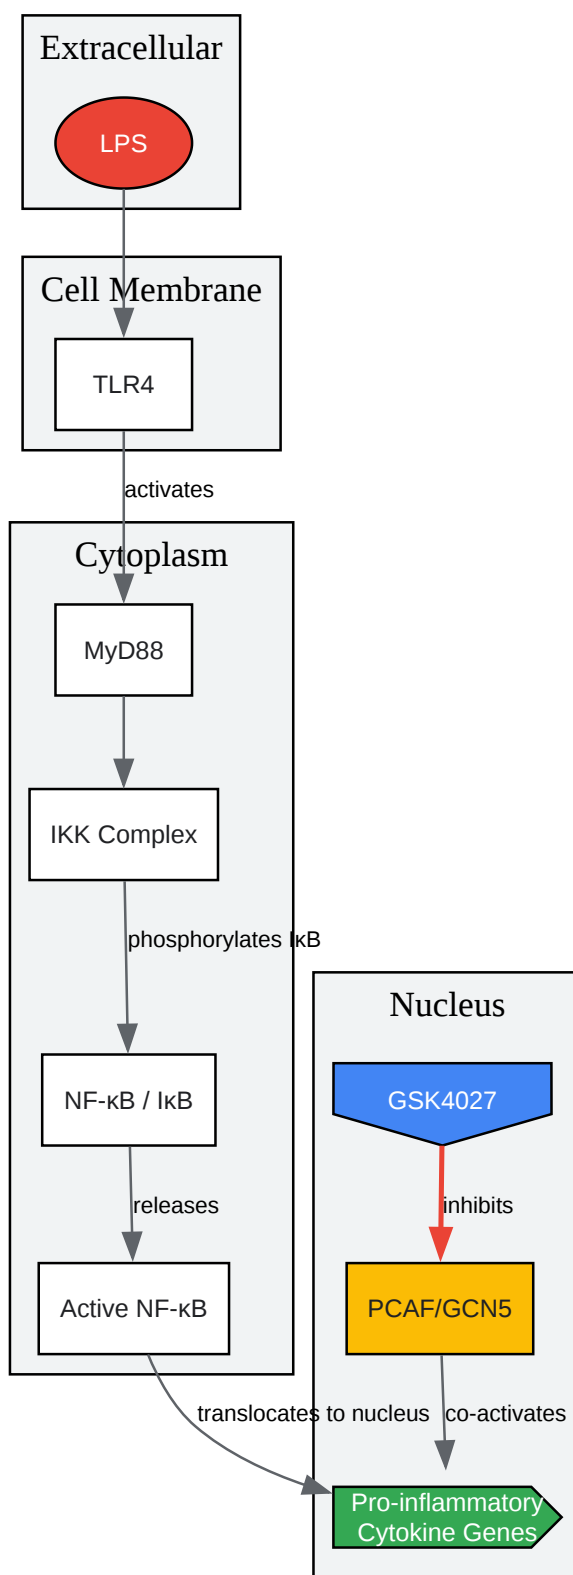 Extracellular
LPS
Cell Membrane
TLR4
activates
Cytoplasm
MyD88
IKK Complex
phosphorylates IκB
NF-κB / IκB
releases
Active NF-κB
translocates to nucleus
Nucleus
GSK4027
inhibits
PCAF/GCN5
co-activates
Pro-inflammatory
Cytokine Genes